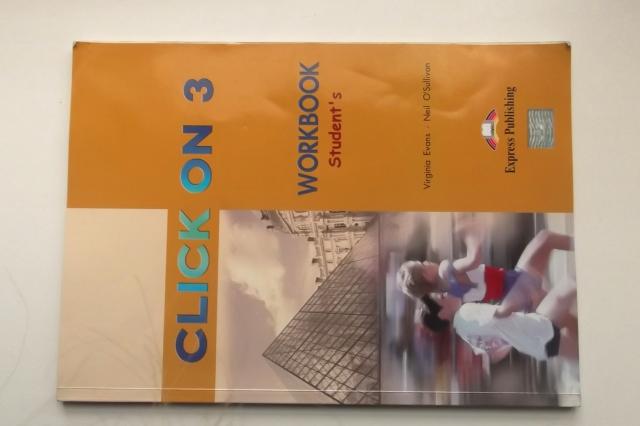 CLICK ON 3
WORKBOOK
Student's
Virginia Evans - Neil O'Sullivan
Express Publishing